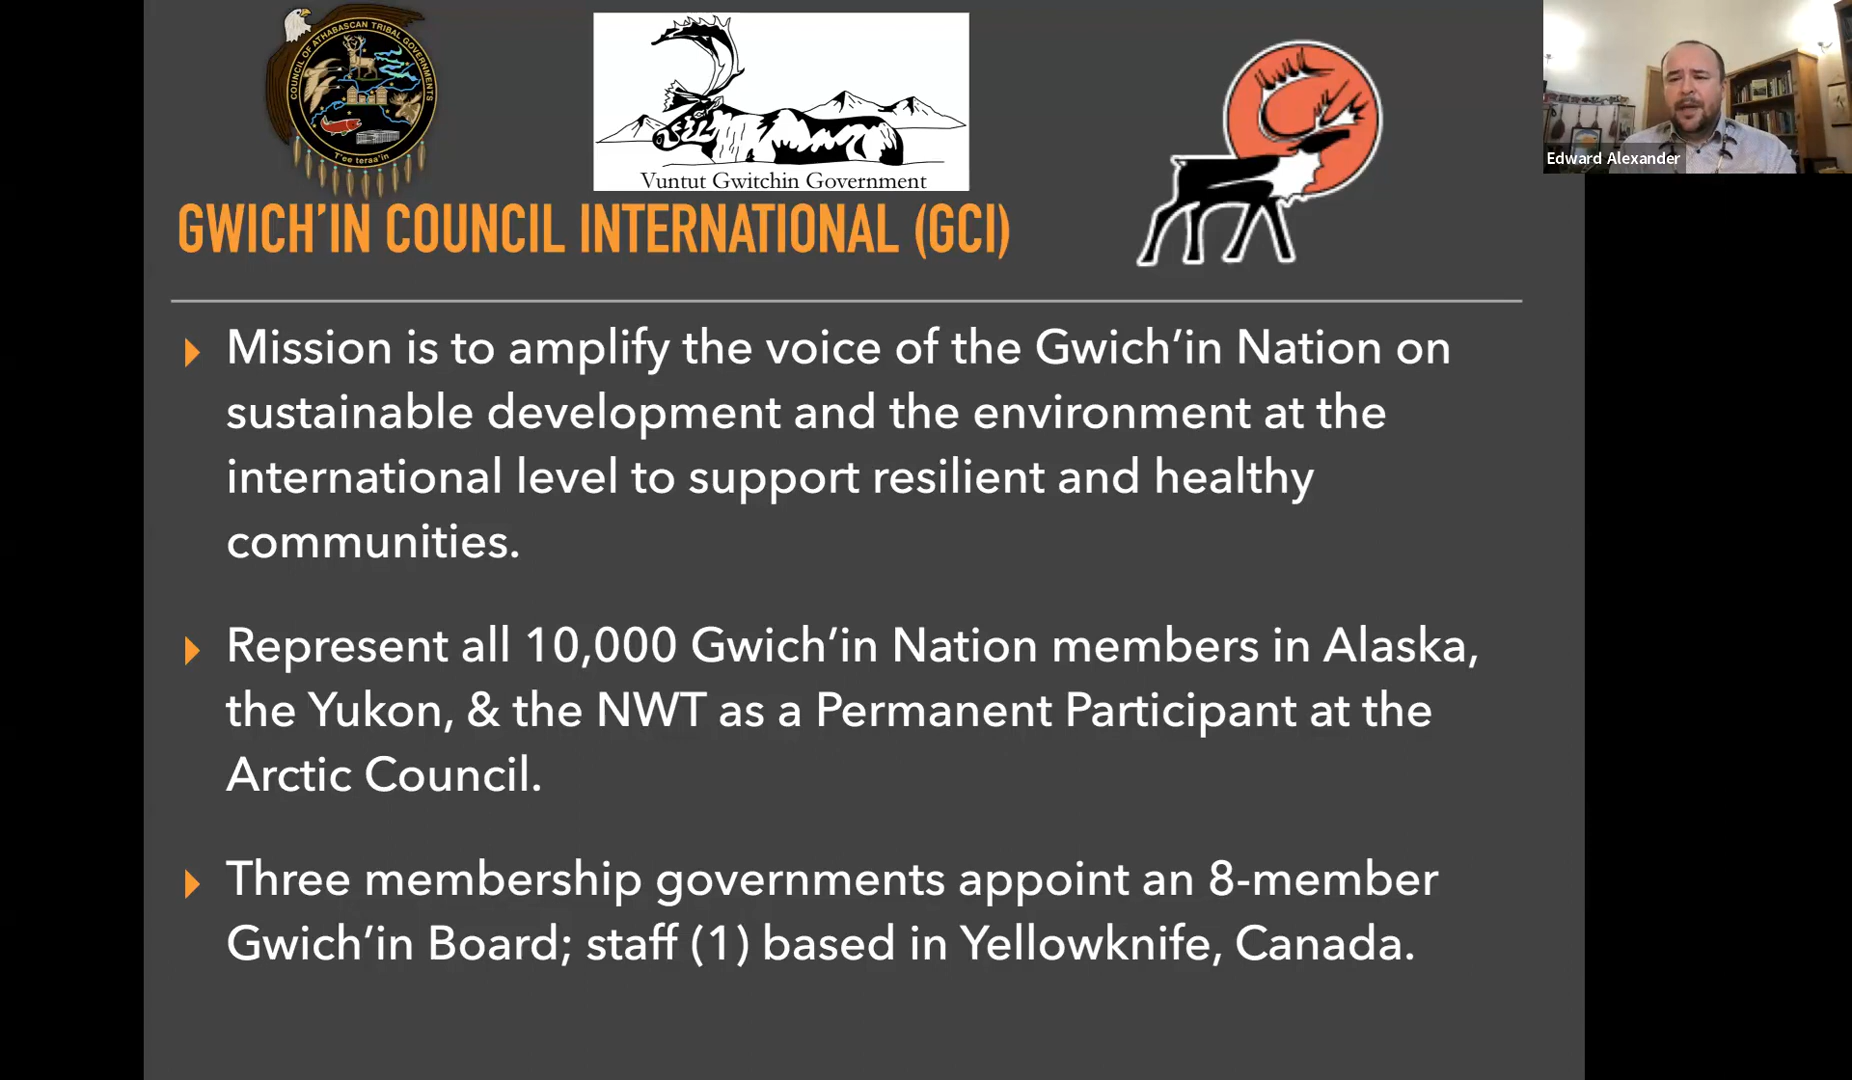 COUNCIL OF ATHABASCAN TRIBAL GOVERNMENTS
T'ee teraa'in
Vuntut Gwitchin Government
Edward Alexander
GWICH'IN COUNCIL INTERNATIONAL (GCI)
Mission is to amplify the voice of the Gwich'in Nation on
sustainable development and the environment at the
international level to support resilient and healthy
communities.
Represent all 10,000 Gwich'in Nation members in Alaska,
the Yukon, & the NWT as a Permanent Participant at the
Arctic Council.
Three membership governments appoint an 8-member
Gwich'in Board; staff (1) based in Yellowknife, Canada.